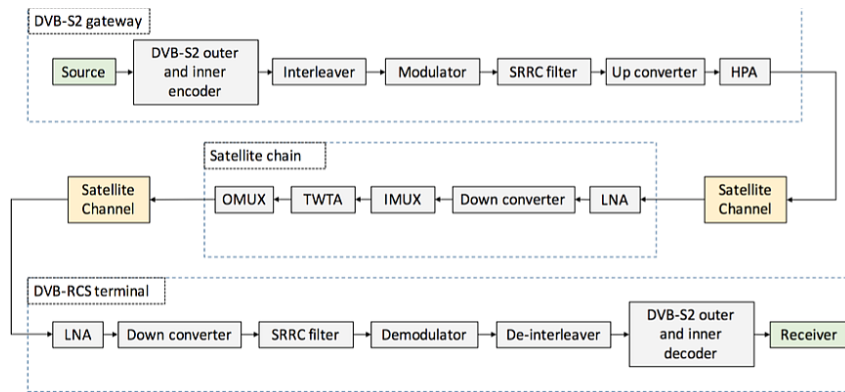 DVB-S2 gateway
Source
DVB-S2 outer
and inner
encoder
Interleaver
Modulator
SRRC filter
Up converter
HPA
Satellite chain
OMUX
TWTA
IMUX
Down converter
LNA
Satellite
Channel
Satellite
Channel
DVB-RCS terminal
LNA
Down converter
SRRC filter
Demodulator
De-interleaver
DVB-S2 outer
and inner
decoder
Receiver